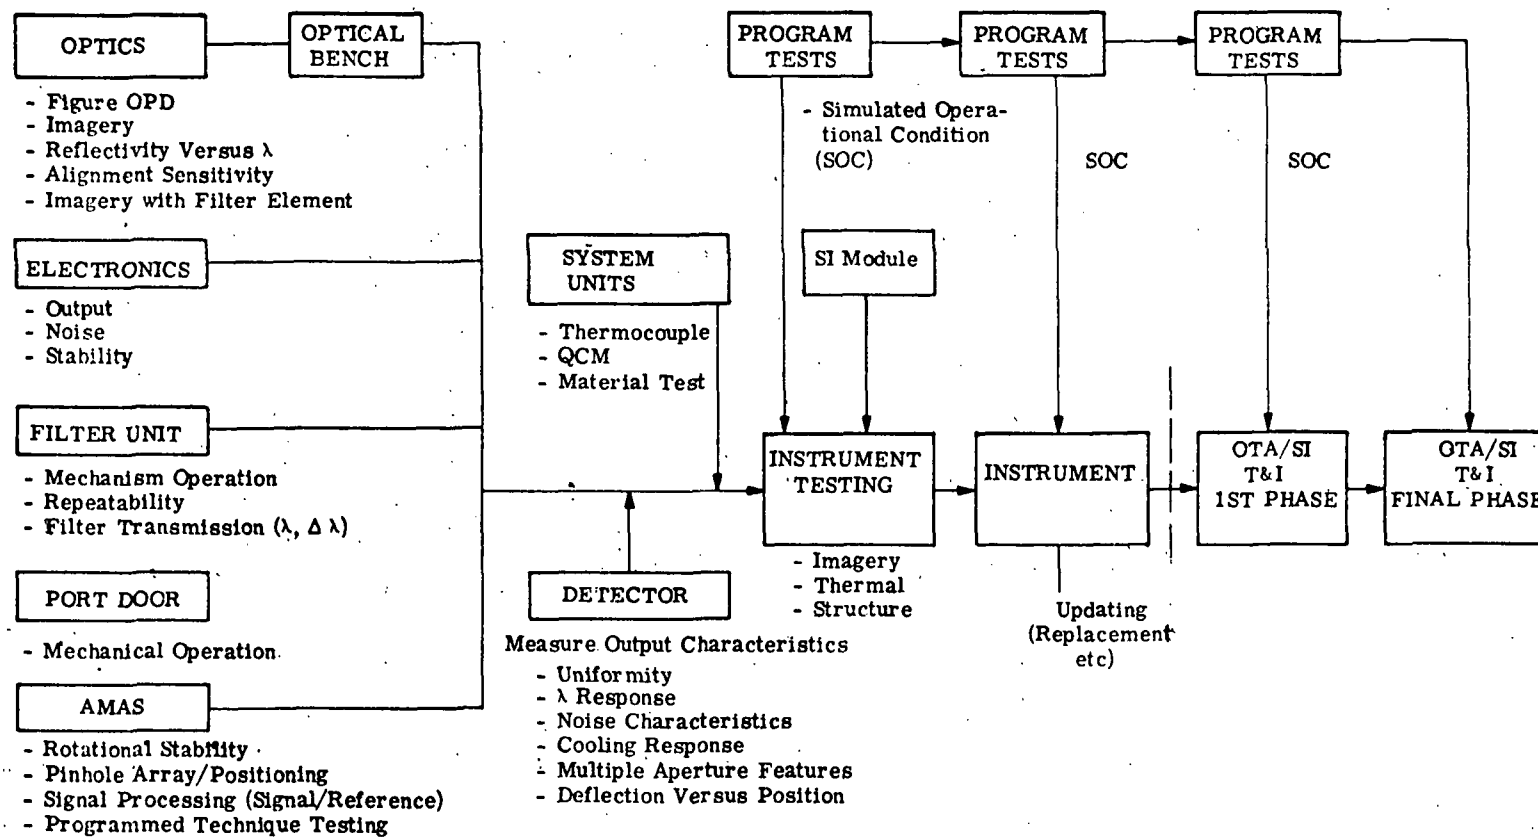 OPTICS
OPTICAL
BENCH
- Figure OPD
- Imagery
- Reflectivity Versus λ
- Alignment Sensitivity
- Imagery with Filter Element
ELECTRONICS
- Output
- Noise
- Stability
FILTER UNIT
- Mechanism Operation
- Repeatability
- Filter Transmission (λ, Δ λ)
PORT DOOR
- Mechanical Operation
AMAS
- Rotational Stability
- Pinhole Array/Positioning
- Signal Processing (Signal/Reference)
- Programmed Technique Testing
SYSTEM
UNITS
- Thermocouple
- QCM
- Material Test
DETECTOR
Measure Output Characteristics
- Uniformity
- λ Response
- Noise Characteristics
- Cooling Response
- Multiple Aperture Features
- Deflection Versus Position
PROGRAM
TESTS
- Simulated Opera-
tional Condition
(SOC)
SI Module
INSTRUMENT
TESTING
- Imagery
- Thermal
- Structure
PROGRAM
TESTS
SOC
INSTRUMENT
Updating
(Replacement
etc)
PROGRAM
TESTS
SOC
OTA/SI
T&I
1ST PHASE
OTA/SI
T&I
FINAL PHASE